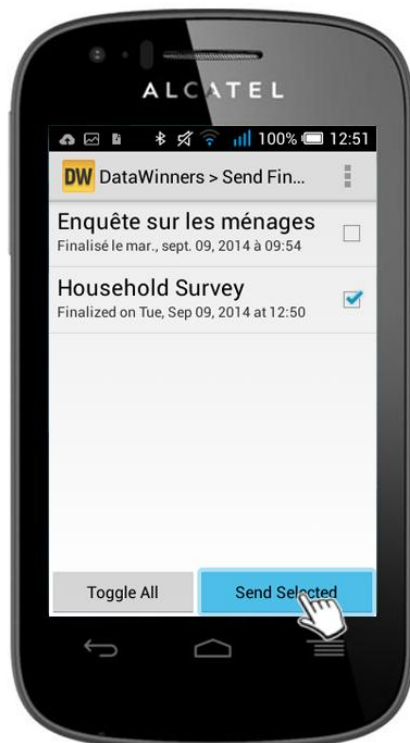 ALCATEL
100% 12:51
DW DataWinners > Send Fin...
Enquête sur les ménages
Finalisé le mar., sept. 09, 2014 à 09:54
Household Survey
Finalized on Tue, Sep 09, 2014 at 12:50
Toggle All
Send Selected